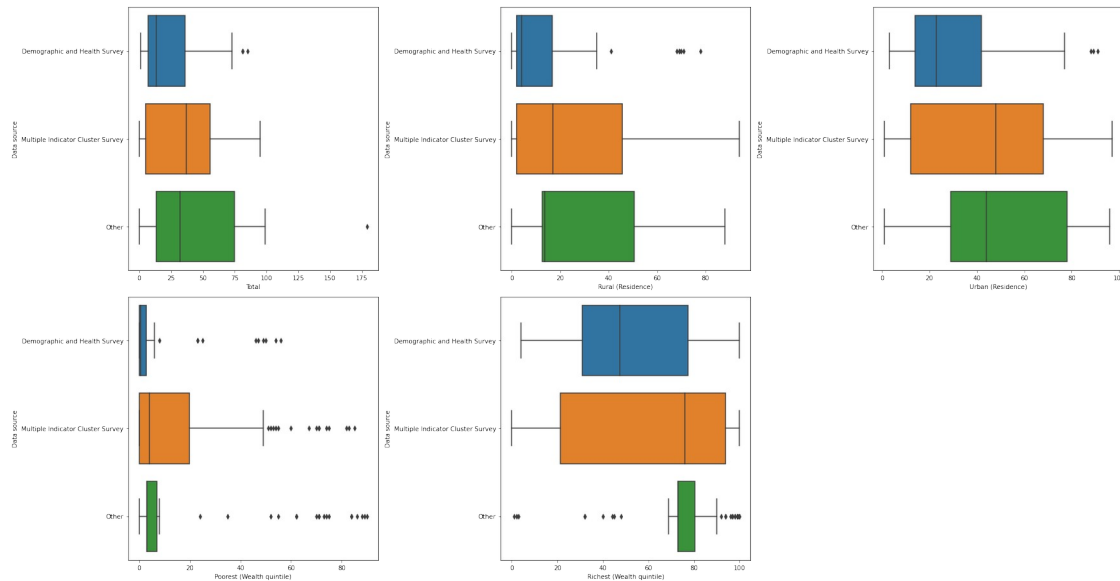 Demographic and Health Survey
Multiple Indicator Cluster Survey
Other
Data source
0 25 50 75 100 125 150 175
Total
Demographic and Health Survey
Multiple Indicator Cluster Survey
Other
Data source
0 20 40 60 80
Rural (Residence)
Demographic and Health Survey
Multiple Indicator Cluster Survey
Other
Data source
0 20 40 60 80 100
Urban (Residence)
Demographic and Health Survey
Multiple Indicator Cluster Survey
Other
Data source
0 20 40 60 80
Poorest (Wealth quintile)
Demographic and Health Survey
Multiple Indicator Cluster Survey
Other
Data source
0 20 40 60 80 100
Richest (Wealth quintile)